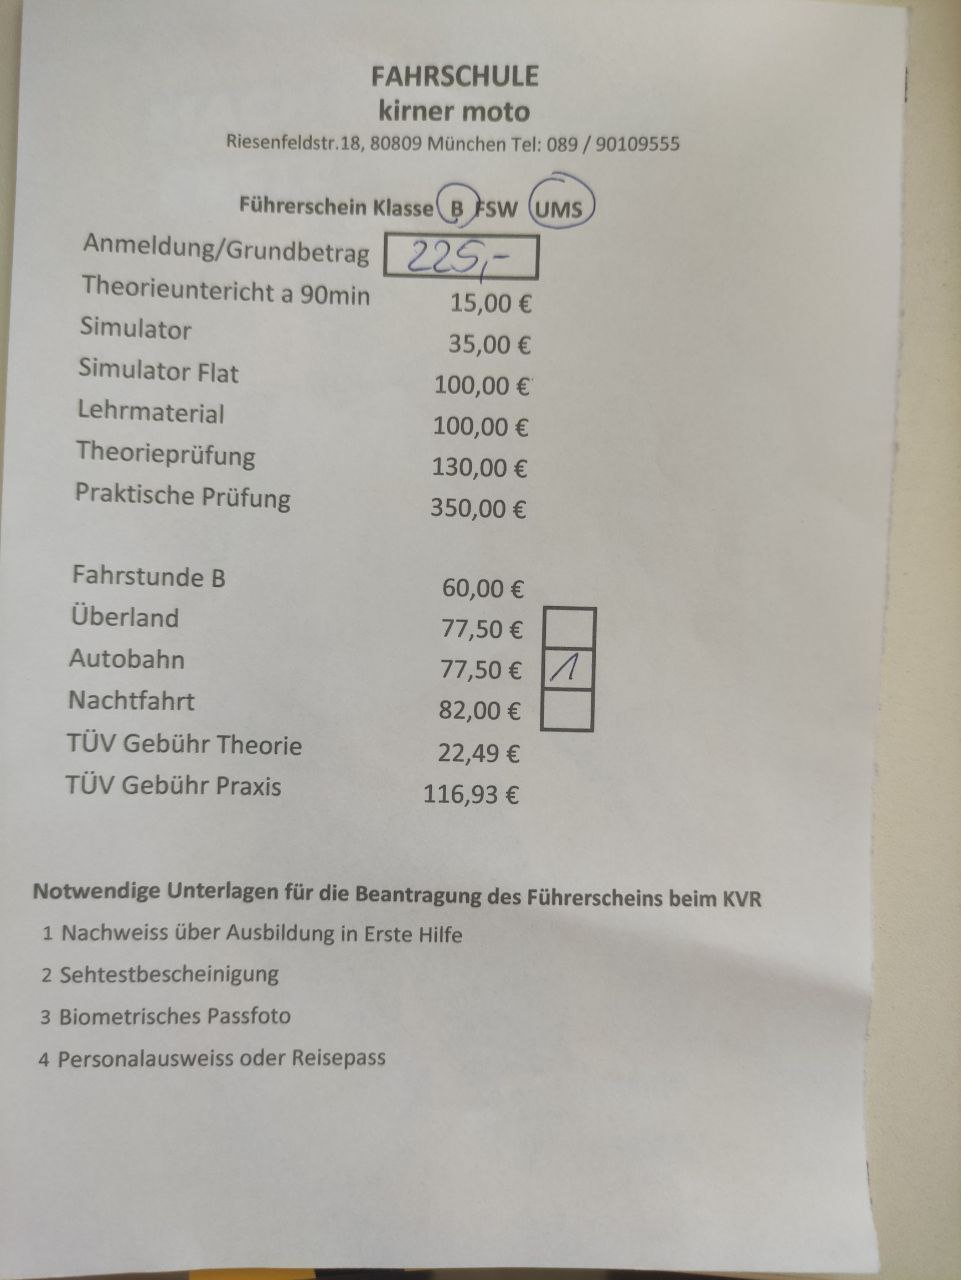 FAHRSCHULE
kirner moto
Riesenfeldstr.18, 80809 München Tel: 089 / 90109555
Führerschein Klasse B FSW UMS
Anmeldung/Grundbetrag 225,-
Theorieuntericht a 90min 15,00 €
Simulator 35,00 €
Simulator Flat 100,00 €
Lehrmaterial 100,00 €
Theorieprüfung 130,00 €
Praktische Prüfung 350,00 €
Fahrstunde B 60,00 €
Überland 77,50 €
Autobahn 77,50 € 1
Nachtfahrt 82,00 €
TÜV Gebühr Theorie 22,49 €
TÜV Gebühr Praxis 116,93 €
Notwendige Unterlagen für die Beantragung des Führerscheins beim KVR
1 Nachweiss über Ausbildung in Erste Hilfe
2 Sehtestbescheinigung
3 Biometrisches Passfoto
4 Personalausweiss oder Reisepass